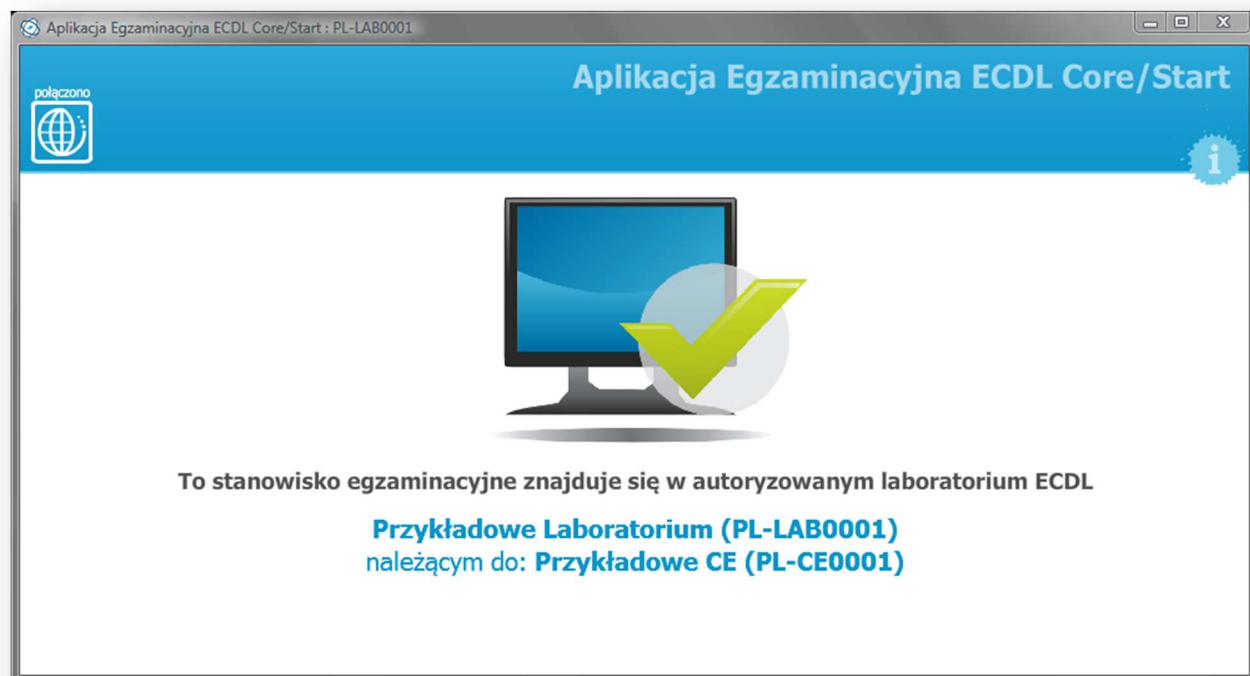 Aplikacja Egzaminacyjna ECDL Core/Start : PL-LAB0001
Aplikacja Egzaminacyjna ECDL Core/Start
połączono
i
To stanowisko egzaminacyjne znajduje się w autoryzowanym laboratorium ECDL
Przykładowe Laboratorium (PL-LAB0001)
należącym do: Przykładowe CE (PL-CE0001)